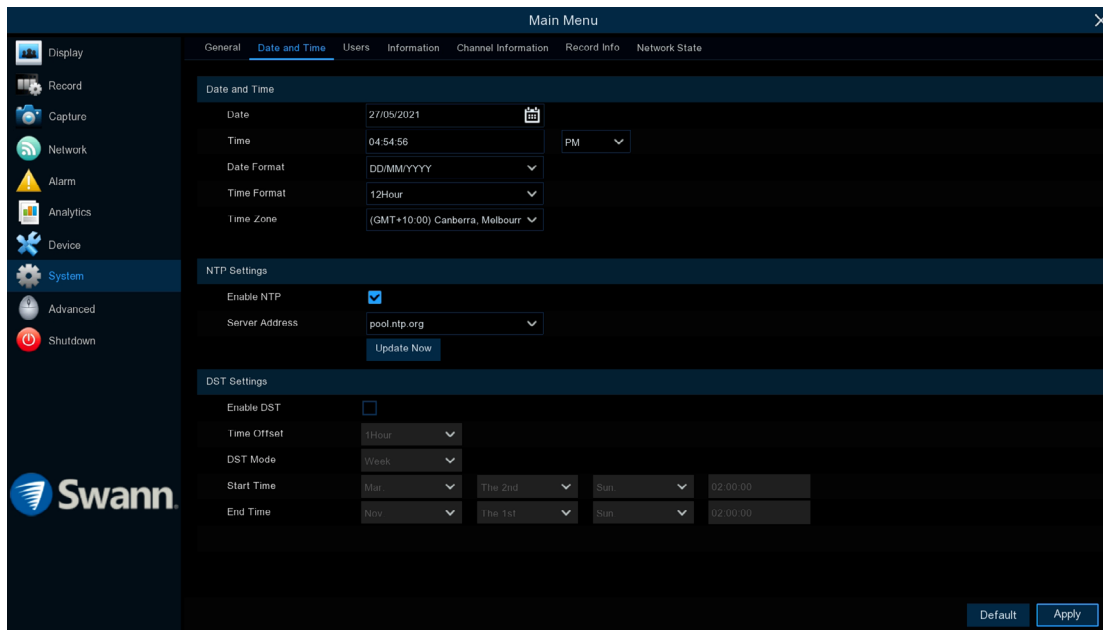 Main Menu
Display
Record
Capture
Network
Alarm
Analytics
Device
System
Advanced
Shutdown
Swann
General Date and Time Users Information Channel Information Record Info Network State
Date and Time
Date 27/05/2021
Time 04:54:56 PM
Date Format DD/MM/YYYY
Time Format 12Hour
Time Zone (GMT+10:00) Canberra, Melbourr
NTP Settings
Enable NTP
Server Address pool.ntp.org
Update Now
DST Settings
Enable DST
Time Offset 1Hour
DST Mode Week
Start Time Mar. The 2nd Sun. 02:00:00
End Time Nov The 1st Sun 02:00:00
Default Apply